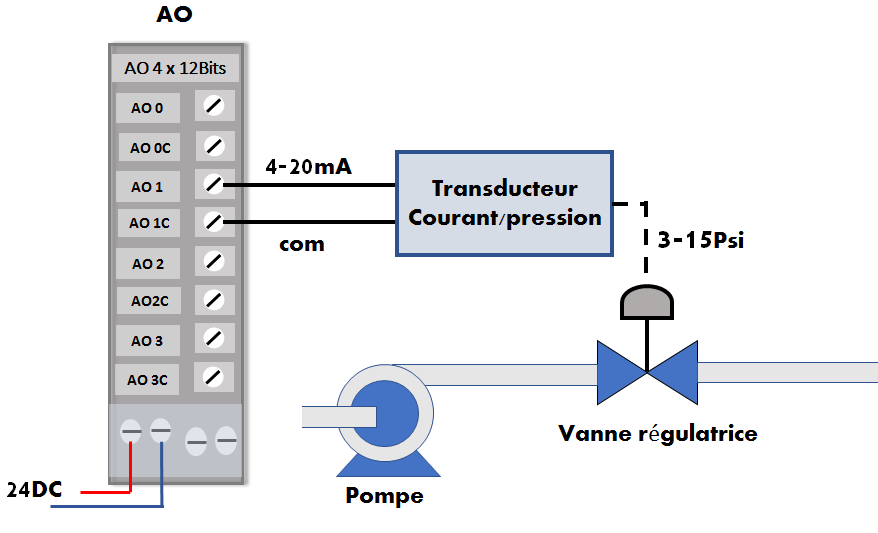 AO
AO 4 x 12Bits
AO 0
AO 0C
AO 1
AO 1C
AO 2
AO2C
AO 3
AO 3C
24DC
4-20mA
com
Transducteur
Courant/pression
3-15Psi
Vanne régulatrice
Pompe